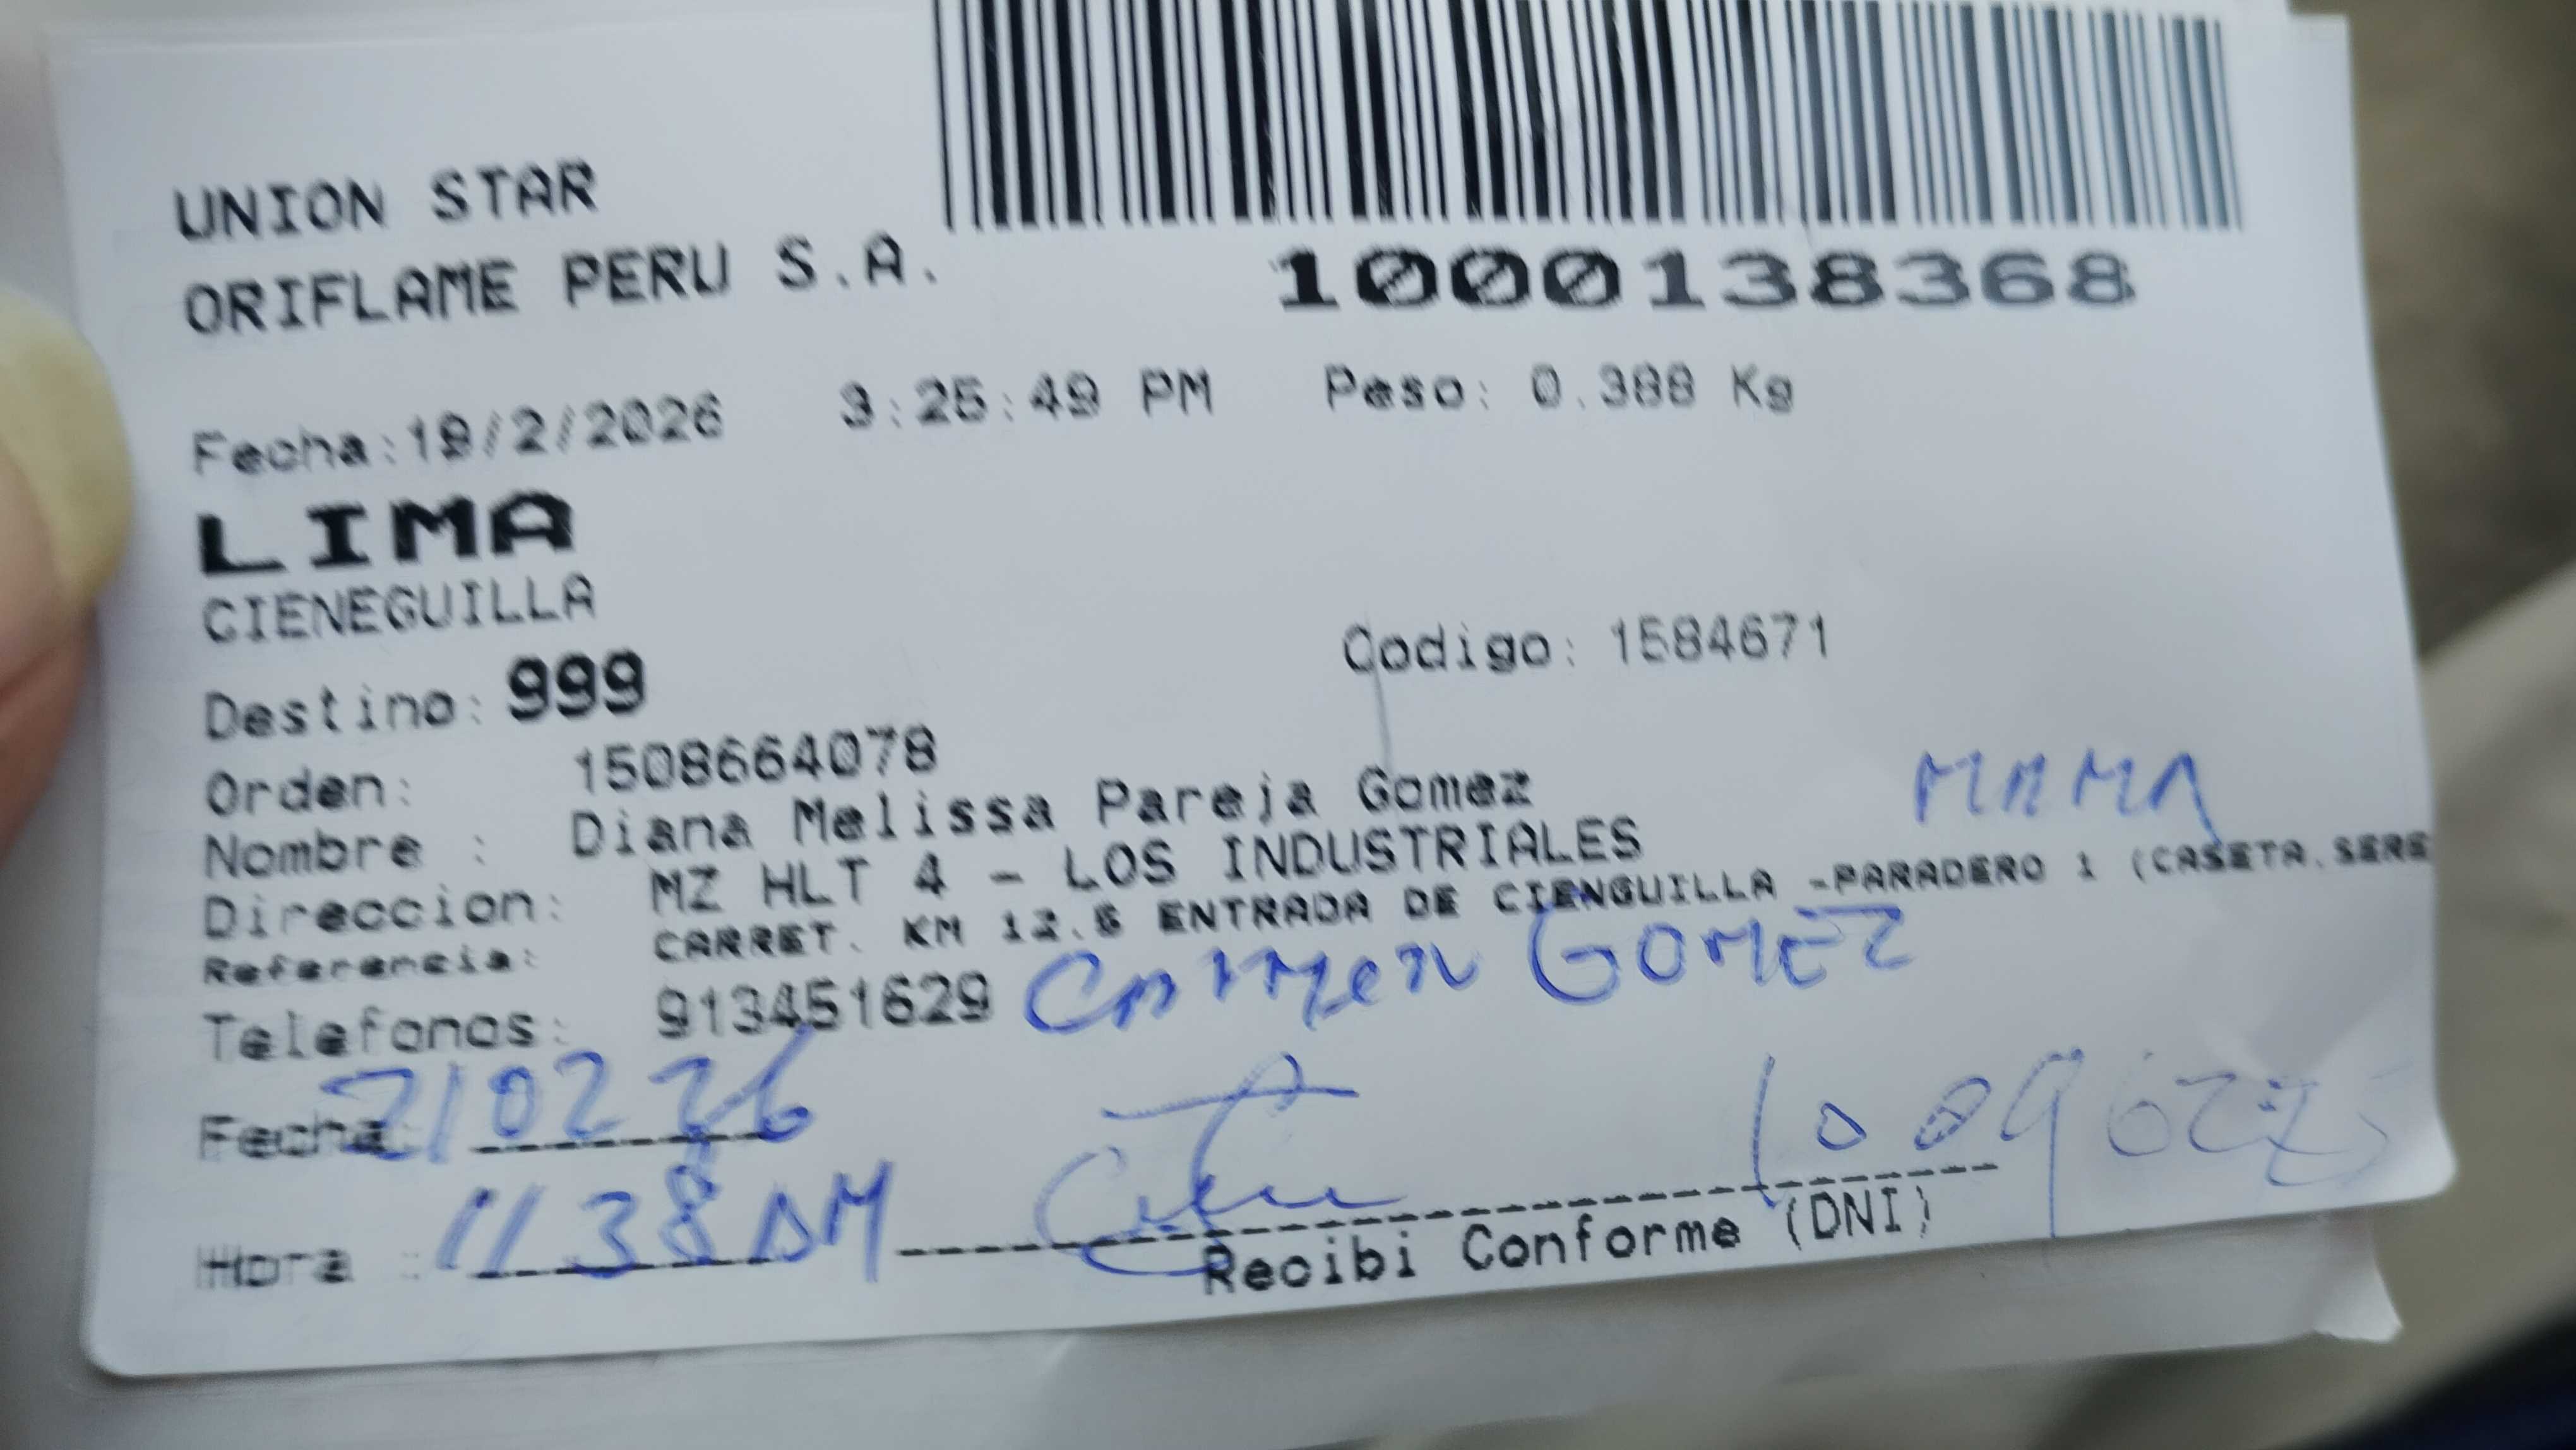 UNION STAR
ORIFLAME PERU S.A.
1000138368
Fecha:19/2/2026 3:25:49 PM Peso: 0.388 Kg
LIMA
CIENEGUILLA
Destino: 999 Codigo: 1584671
Orden: 1508664078
Nombre : Diana Melissa Pareja Gomez
MAMA
Direccion: MZ HLT 4 - LOS INDUSTRIALES
Referencia: CARRET. KM 12.5 ENTRADA DE CIENGUILLA -PARADERO 1 (CASETA.SERE
Telefonos: 913451629 Carmen GOMEZ
Fecha: 210226
Hora : 11 38 AM
Recibi Conforme (DNI)